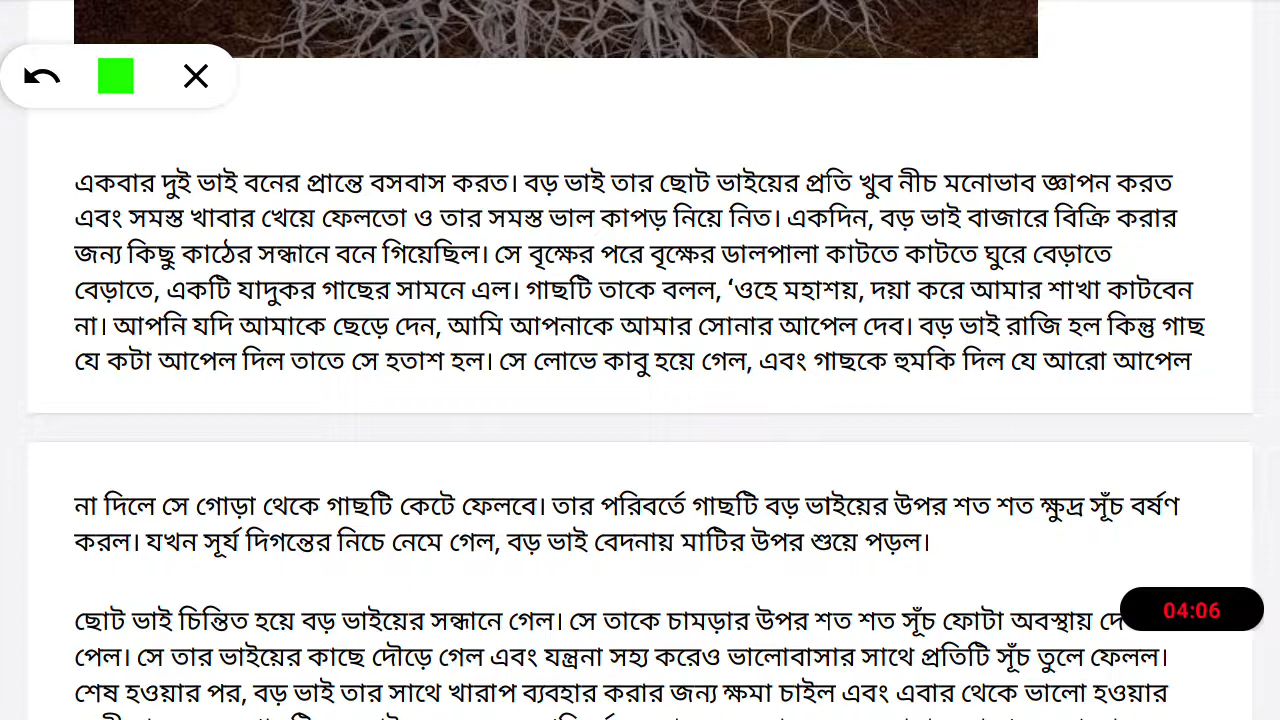 একবার দুই ভাই বনের প্রান্তে বসবাস করত। বড় ভাই তার ছোট ভাইয়ের প্রতি খুব নীচ মনোভাব জ্ঞাপন করত
এবং সমস্ত খাবার খেয়ে ফেলতো ও তার সমস্ত ভাল কাপড় নিয়ে নিত। একদিন, বড় ভাই বাজারে বিক্রি করার
জন্য কিছু কাঠের সন্ধানে বনে গিয়েছিল। সে বৃক্ষের পরে বৃক্ষের ডালপালা কাটতে কাটতে ঘুরে বেড়াতে
বেড়াতে, একটি যাদুকর গাছের সামনে এল। গাছটি তাকে বলল, ‘ওহে মহাশয়, দয়া করে আমার শাখা কাটবেন
না। আপনি যদি আমাকে ছেড়ে দেন, আমি আপনাকে আমার সোনার আপেল দেব। বড় ভাই রাজি হল কিন্তু গাছ
যে কটা আপেল দিল তাতে সে হতাশ হল। সে লোভে কাবু হয়ে গেল, এবং গাছকে হুমকি দিল যে আরো আপেল
না দিলে সে গোড়া থেকে গাছটি কেটে ফেলবে। তার পরিবর্তে গাছটি বড় ভাইয়ের উপর শত শত ক্ষুদ্র সূঁচ বর্ষণ
করল। যখন সূর্য দিগন্তের নিচে নেমে গেল, বড় ভাই বেদনায় মাটির উপর শুয়ে পড়ল।
ছোট ভাই চিন্তিত হয়ে বড় ভাইয়ের সন্ধানে গেল। সে তাকে চামড়ার উপর শত শত সূঁচ ফোটা অবস্থায়
04:06
পেল। সে তার ভাইয়ের কাছে দৌড়ে গেল এবং যন্ত্রনা সহ্য করেও ভালোবাসার সাথে প্রতিটি সূঁচ তুলে ফেলল।
শেষ হওয়ার পর, বড় ভাই তার সাথে খারাপ ব্যবহার করার জন্য ক্ষমা চাইল এবং এবার থেকে ভালো হওয়ার